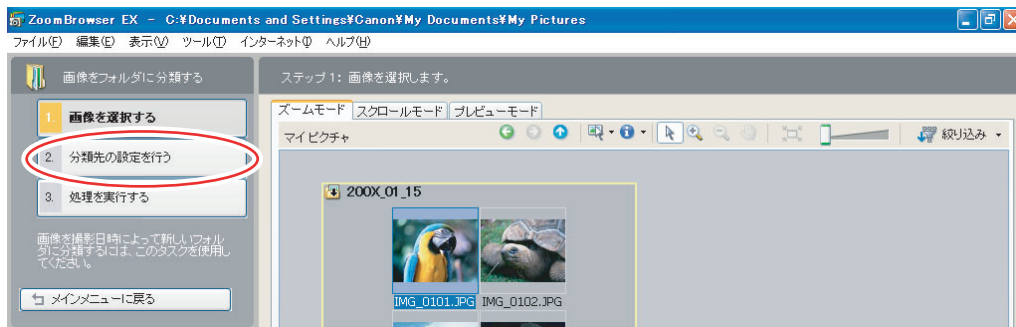 ZoomBrowser EX - C:¥Documents and Settings¥Canon¥My Documents¥My Pictures
ファイル(F) 編集(E) 表示(V) ツール(T) インターネット(I) ヘルプ(H)
画像をフォルダに分類する
ステップ1: 画像を選択します。
1. 画像を選択する
2. 分類先の設定を行う
3. 処理を実行する
画像を撮影日時によって新しいフォル
ダに分類するには、このタスクを使用し
てください。
メインメニューに戻る
ズームモード スクロールモード プレビューモード
マイ ピクチャ
絞り込み
200X_01_15
IMG_0101.JPG IMG_0102.JPG